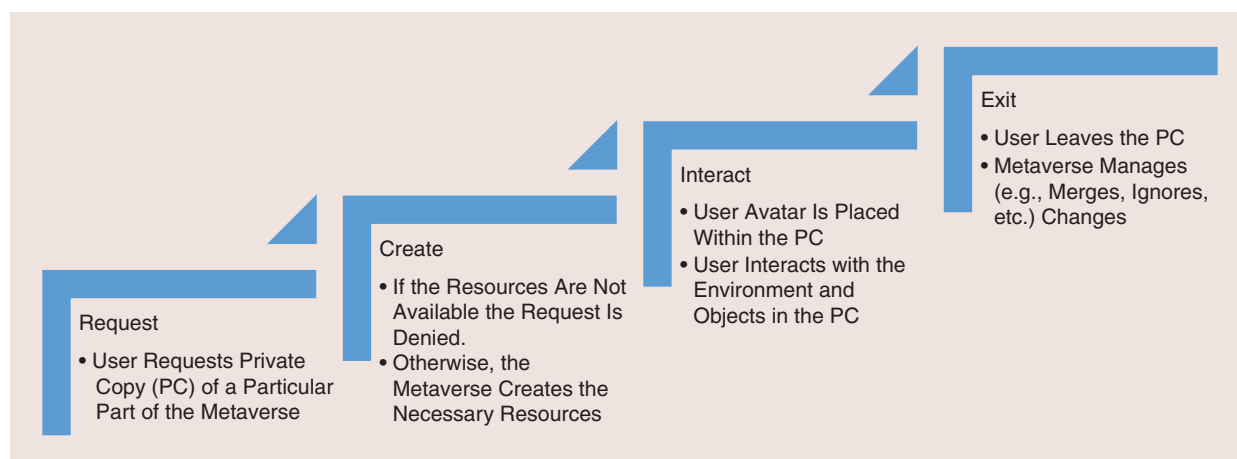 Request
• User Requests Private
Copy (PC) of a Particular
Part of the Metaverse
Create
• If the Resources Are Not
Available the Request Is
Denied.
• Otherwise, the
Metaverse Creates the
Necessary Resources
Interact
• User Avatar Is Placed
Within the PC
• User Interacts with the
Environment and
Objects in the PC
Exit
• User Leaves the PC
• Metaverse Manages
(e.g., Merges, Ignores,
etc.) Changes